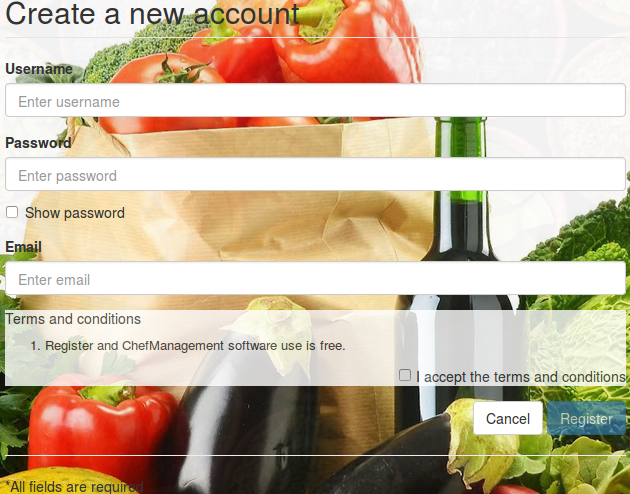 Create a new account
Username
Enter username
Password
Enter password
Show password
Email
Enter email
Terms and conditions
1. Register and ChefManagement software use is free.
I accept the terms and conditions
Cancel Register
*All fields are required